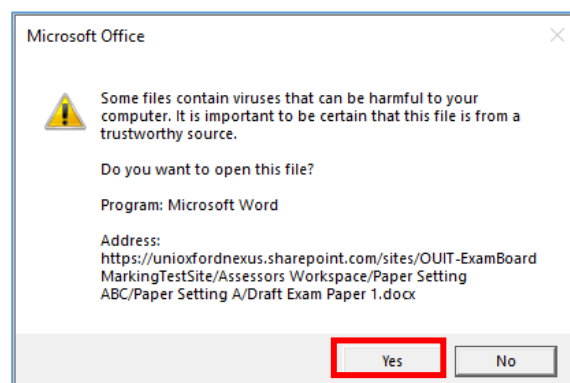 Microsoft Office
Some files contain viruses that can be harmful to your
computer. It is important to be certain that this file is from a
trustworthy source.
Do you want to open this file?
Program: Microsoft Word
Address:
https://unioxfordnexus.sharepoint.com/sites/OUIT-ExamBoard
MarkingTestSite/Assessors Workspace/Paper Setting
ABC/Paper Setting A/Draft Exam Paper 1.docx
Yes No